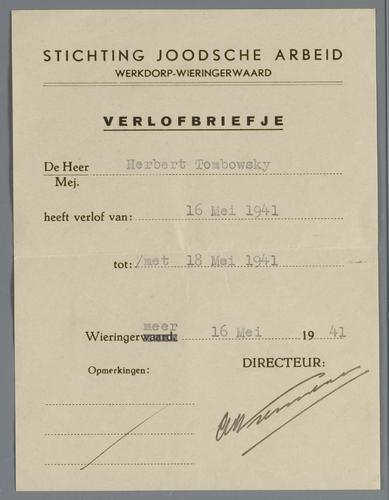 STICHTING JOODSCHE ARBEID
WERKDORP-WIERINGERWAARD
VERLOFBRIEFJE
De Heer Herbert Tombowsky
Mej.
heeft verlof van: 16 Mei 1941
tot: /met 18 Mei 1941
meer
Wieringerwaard, 16 Mei 1941
Opmerkingen: DIRECTEUR: